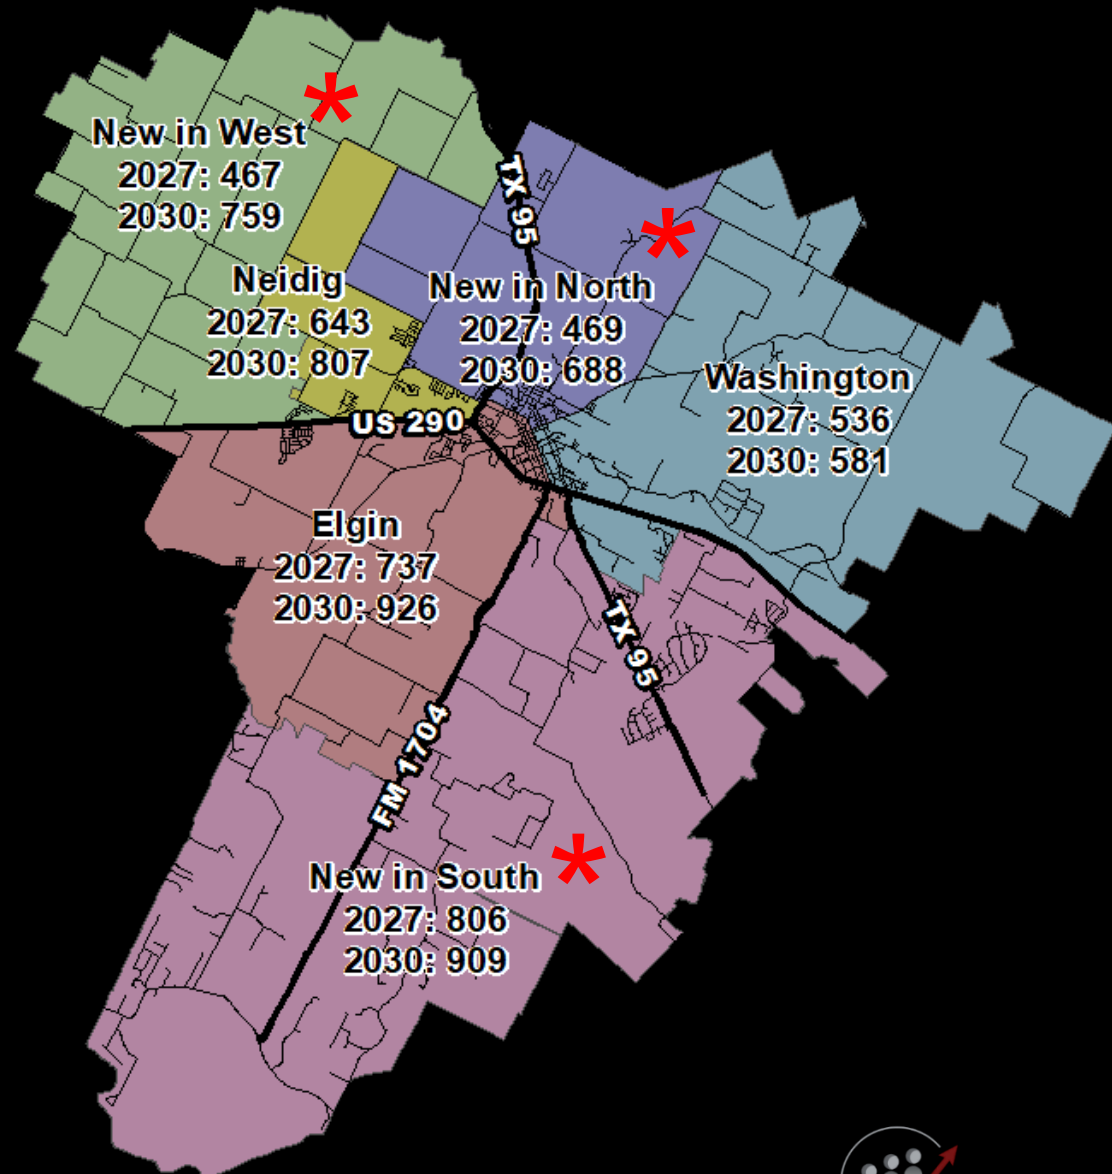 New in West
2027: 467
2030: 759
TX 95
Neidig
2027: 643
2030: 807
New in North
2027: 469
2030: 688
Washington
2027: 536
2030: 581
US 290
Elgin
2027: 737
2030: 926
TX 95
FM 1704
New in South
2027: 806
2030: 909